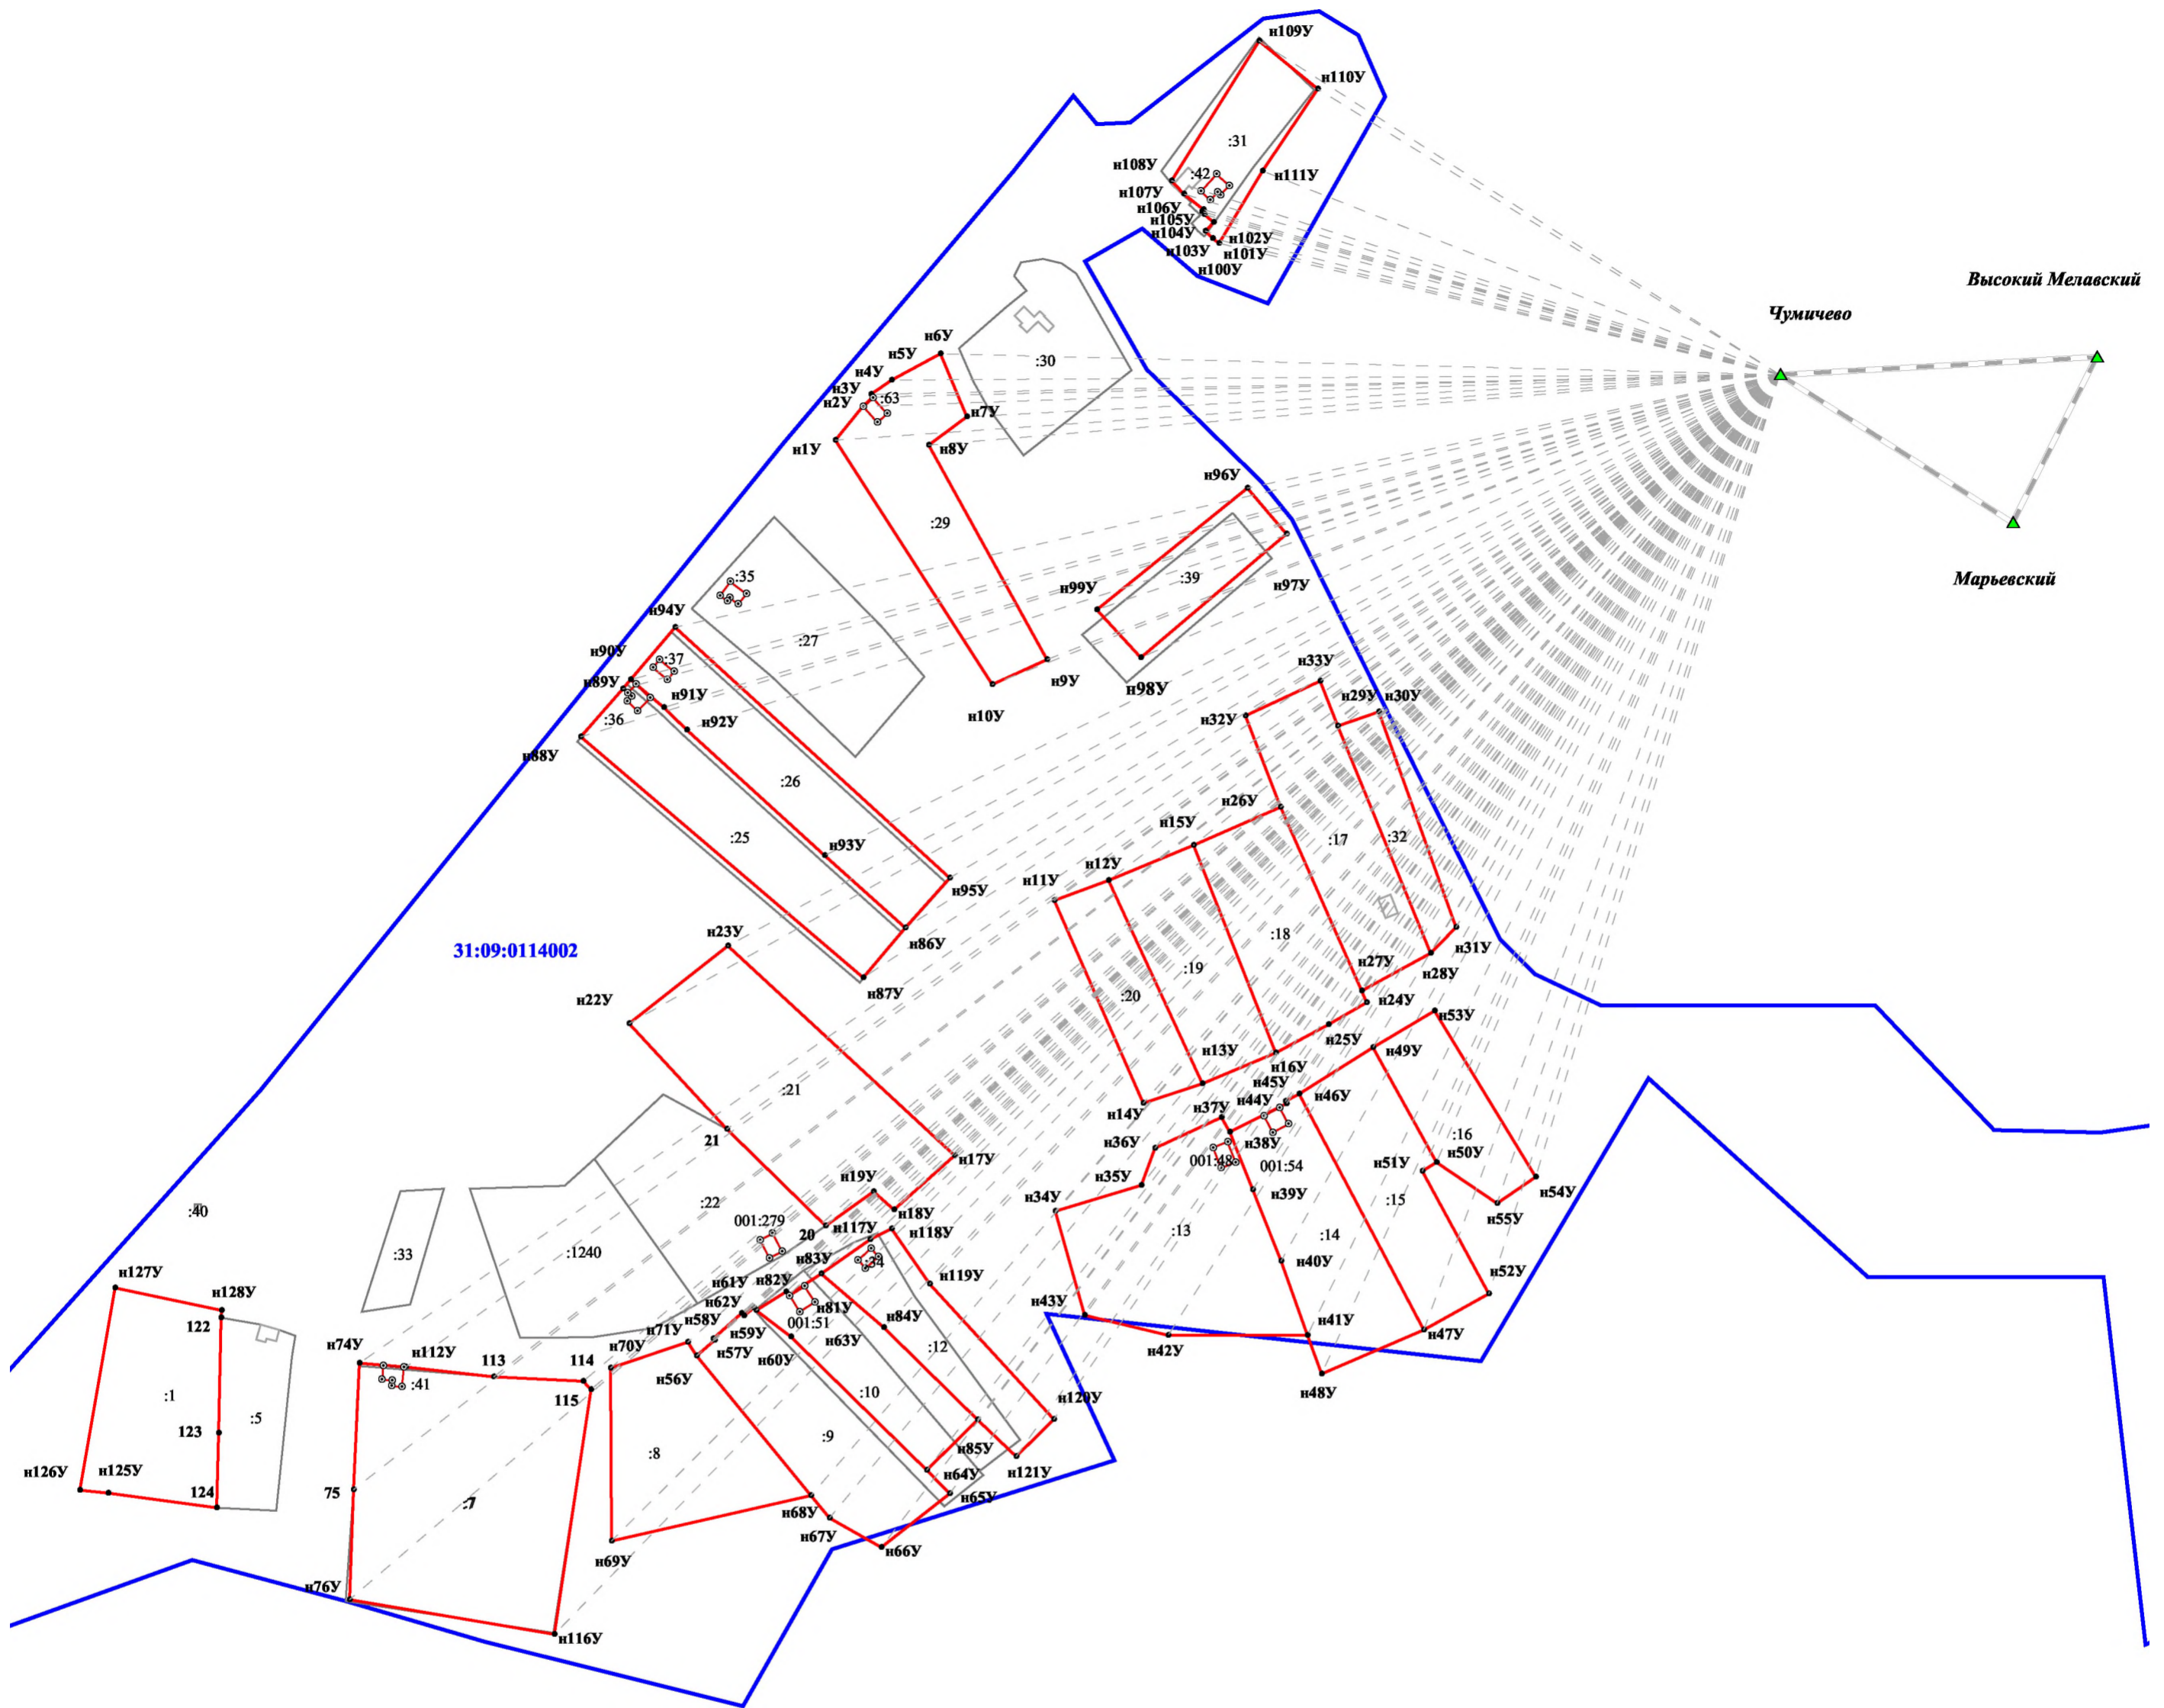 н109У
н110У
:31
н108У
:42
н111У
н107У
н106У
н105У
н104У
н102У
н103У
н101У
н100У
Высокий Мелавский
Чумичево
н6У
н5У
:30
н4У
н3У
:63
н2У
н7У
н1У
н8У
н96У
:29
Марьевский
:35
:39
н97У
н99У
н94У
:27
н90У
:37
н98У
н33У
н89У
н9У
н91У
н29У
н30У
:36
н10У
н92У
н32У
н88У
:26
н26У
:25
н15У
:17
:32
н93У
н12У
н11У
н95У
н23У
н31У
:18
31:09:0114002
н86У
:19
н27У
н28У
н87У
:20
н24У
н22У
н53У
н25У
н13У
н49У
н16У
:21
н45У
н46У
н14У
н37У
н44У
21
н36У
н38У
:16
н17У
001:48
001:54
н51У
н50У
н35У
н19У
н39У
:15
н54У
:22
н34У
:40
н18У
н55У
001:279
20
н117У
н118У
:13
:14
:33
:1240
н83У
:34
н40У
н127У
н61У
н82У
н119У
н52У
н128У
н62У
н81У
н43У
122
н58У
001:51
н84У
н74У
н112У
н71У
н59У
н63У
н41У
н47У
н70У
н57У
:12
н42У
113
114
н56У
н60У
:41
:1
115
:10
н48У
:5
н120У
123
:8
:9
н85У
н126У
н125У
124
75
:7
н64У
н121У
н65У
н68У
н67У
н69У
н66У
н76У
н116У